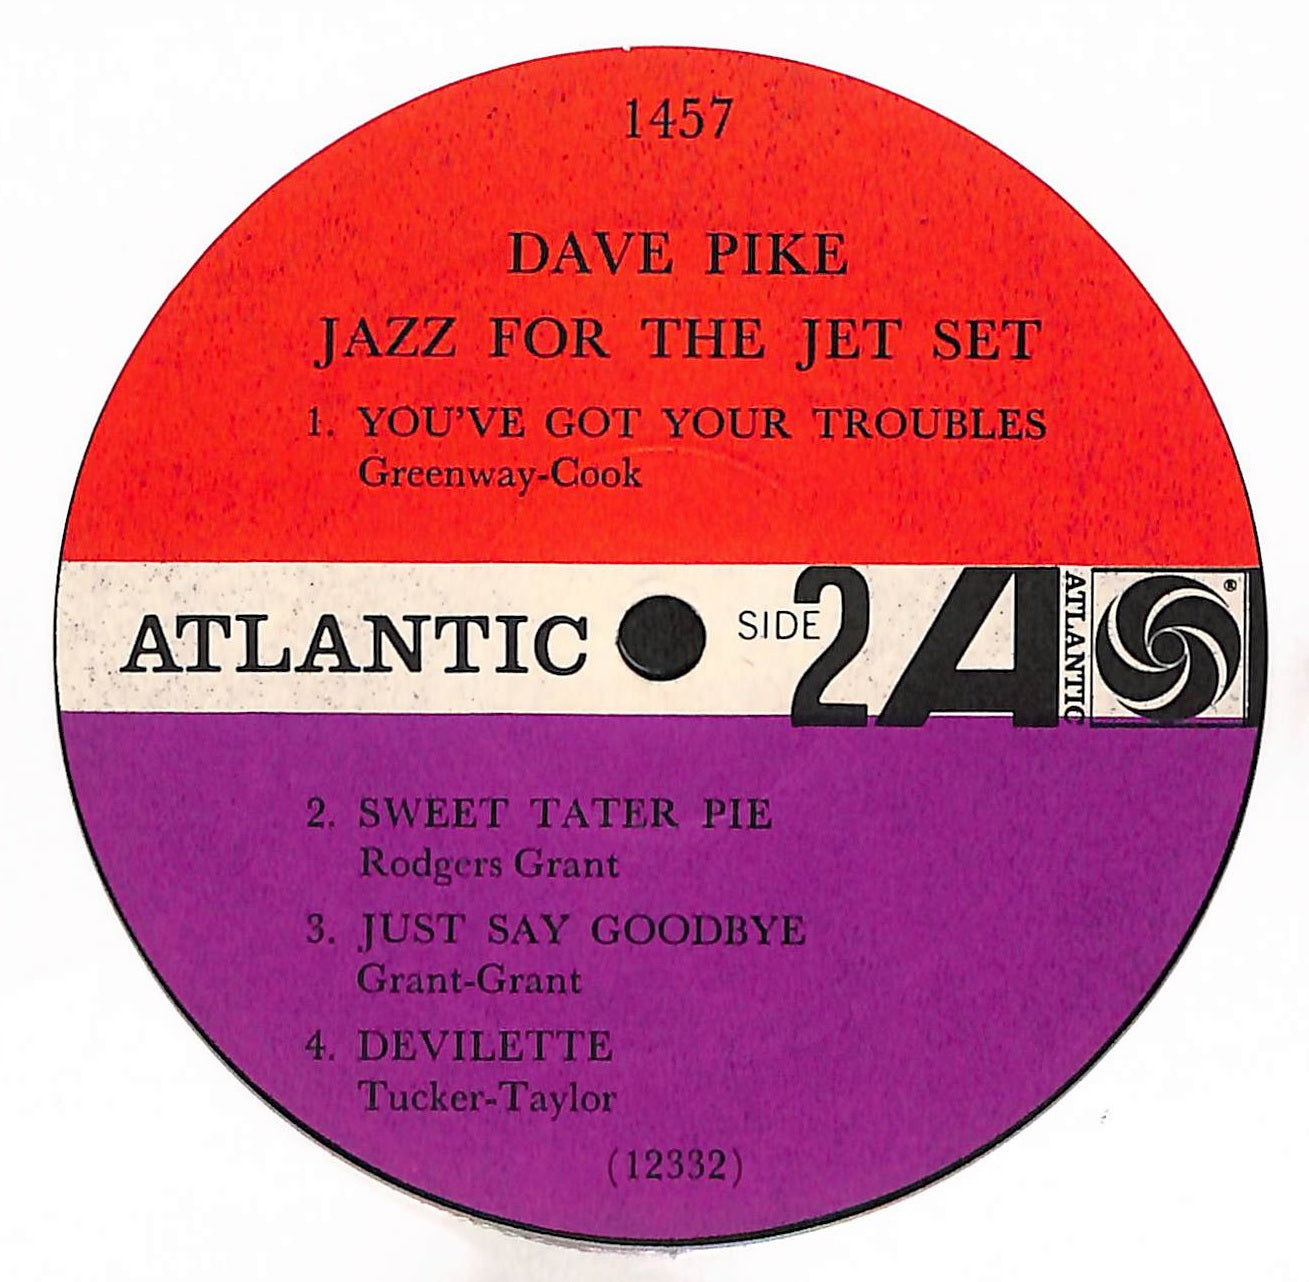 1457
DAVE PIKE
JAZZ FOR THE JET SET
1. YOU'VE GOT YOUR TROUBLES
Greenway-Cook
ATLANTIC
SIDE 2
A
ATLANTIC
®
2. SWEET TATER PIE
Rodgers Grant
3. JUST SAY GOODBYE
Grant-Grant
4. DEVILETTE
Tucker-Taylor
(12332)